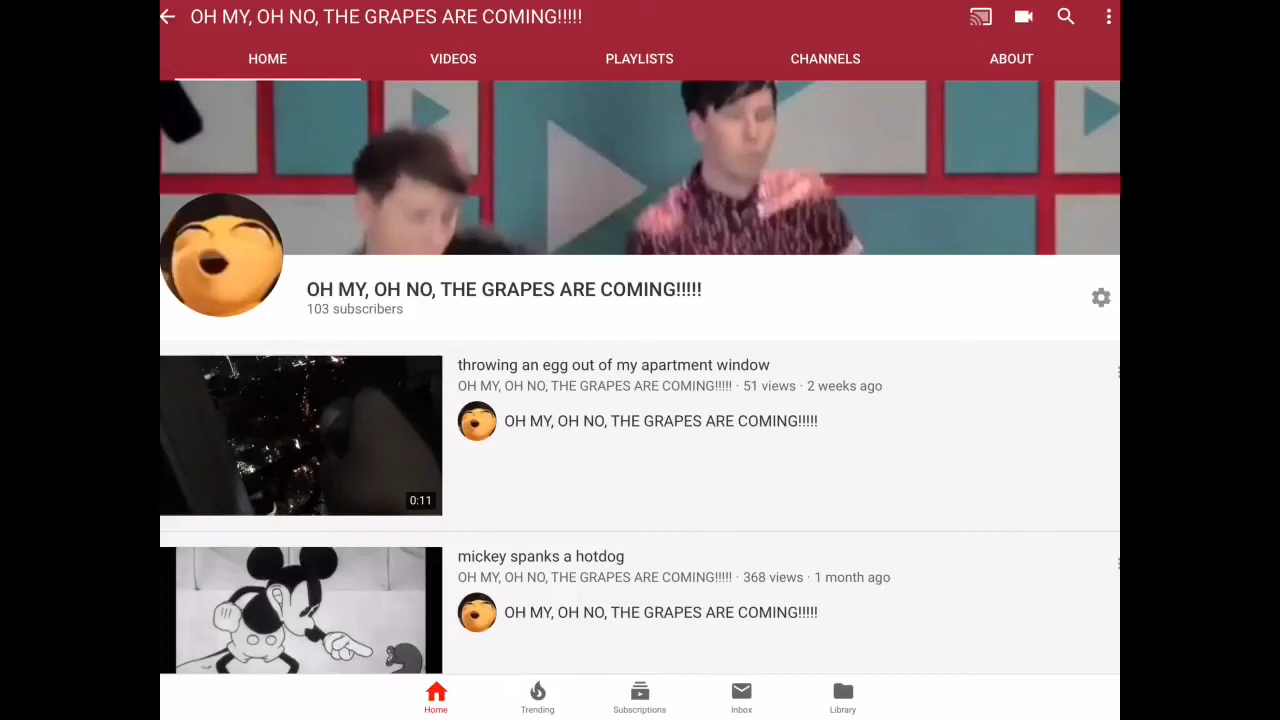 OH MY, OH NO, THE GRAPES ARE COMING!!!!!
HOME VIDEOS PLAYLISTS CHANNELS ABOUT
OH MY, OH NO, THE GRAPES ARE COMING!!!!!
103 subscribers
throwing an egg out of my apartment window
OH MY, OH NO, THE GRAPES ARE COMING!!!!! · 51 views · 2 weeks ago
OH MY, OH NO, THE GRAPES ARE COMING!!!!!
0:11
mickey spanks a hotdog
OH MY, OH NO, THE GRAPES ARE COMING!!!!! · 368 views · 1 month ago
OH MY, OH NO, THE GRAPES ARE COMING!!!!!
Home Trending Subscriptions Inbox Library